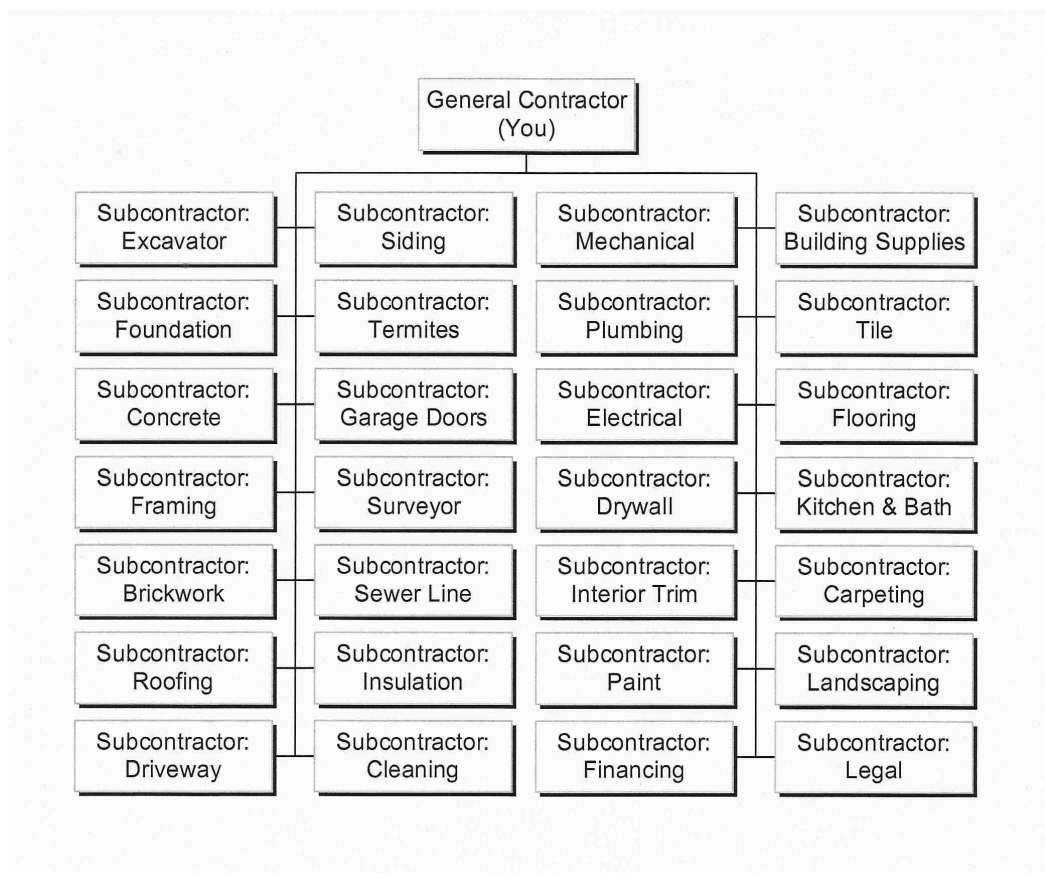 General Contractor
(You)
Subcontractor:
Excavator
Subcontractor:
Siding
Subcontractor:
Mechanical
Subcontractor:
Building Supplies
Subcontractor:
Foundation
Subcontractor:
Termites
Subcontractor:
Plumbing
Subcontractor:
Tile
Subcontractor:
Concrete
Subcontractor:
Garage Doors
Subcontractor:
Electrical
Subcontractor:
Flooring
Subcontractor:
Framing
Subcontractor:
Surveyor
Subcontractor:
Drywall
Subcontractor:
Kitchen & Bath
Subcontractor:
Brickwork
Subcontractor:
Sewer Line
Subcontractor:
Interior Trim
Subcontractor:
Carpeting
Subcontractor:
Roofing
Subcontractor:
Insulation
Subcontractor:
Paint
Subcontractor:
Landscaping
Subcontractor:
Driveway
Subcontractor:
Cleaning
Subcontractor:
Financing
Subcontractor:
Legal